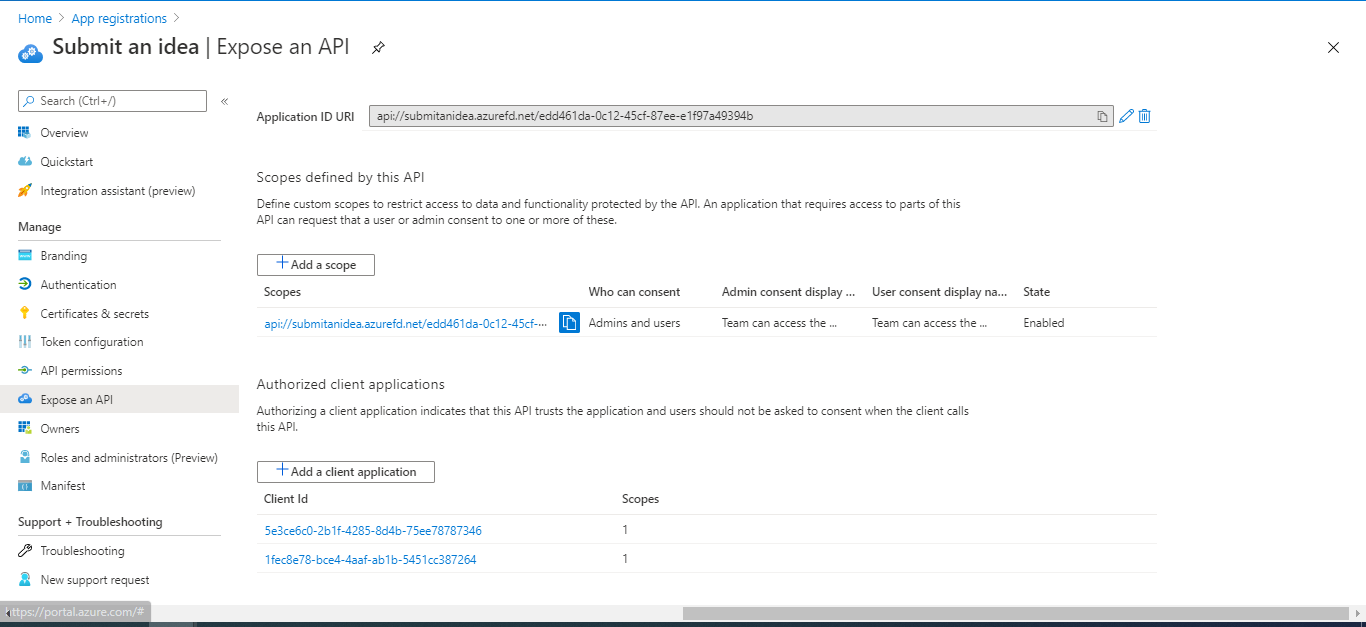 Home > App registrations >
Submit an idea | Expose an API
Search (Ctrl+/)
«
Overview
Quickstart
Integration assistant (preview)
Manage
Branding
Authentication
Certificates & secrets
Token configuration
API permissions
Expose an API
Owners
Roles and administrators (Preview)
Manifest
Support + Troubleshooting
Troubleshooting
New support request
https://portal.azure.com/#
Application ID URI
api://submitanidea.azurefd.net/edd461da-0c12-45cf-87ee-e1f97a49394b
Scopes defined by this API
Define custom scopes to restrict access to data and functionality protected by the API. An application that requires access to parts of this
API can request that a user or admin consent to one or more of these.
+ Add a scope
Scopes Who can consent Admin consent display ... User consent display na... State
api://submitanidea.azurefd.net/edd461da-0c12-45cf-... Admins and users Team can access the ... Team can access the ... Enabled
Authorized client applications
Authorizing a client application indicates that this API trusts the application and users should not be asked to consent when the client calls
this API.
+ Add a client application
Client Id Scopes
5e3ce6c0-2b1f-4285-8d4b-75ee78787346 1
1fec8e78-bce4-4aaf-ab1b-5451cc387264 1